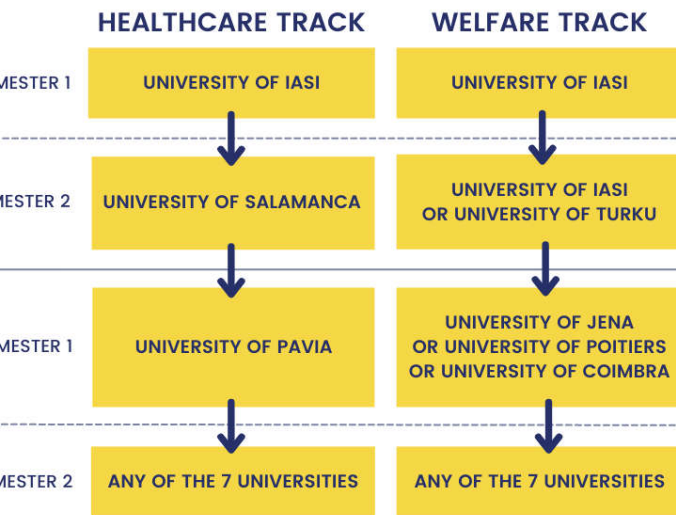 HEALTHCARE TRACK
WELFARE TRACK
MESTER 1
UNIVERSITY OF IASI
UNIVERSITY OF IASI
MESTER 2
UNIVERSITY OF SALAMANCA
UNIVERSITY OF IASI
OR UNIVERSITY OF TURKU
MESTER 1
UNIVERSITY OF PAVIA
UNIVERSITY OF JENA
OR UNIVERSITY OF POITIERS
OR UNIVERSITY OF COIMBRA
MESTER 2
ANY OF THE 7 UNIVERSITIES
ANY OF THE 7 UNIVERSITIES